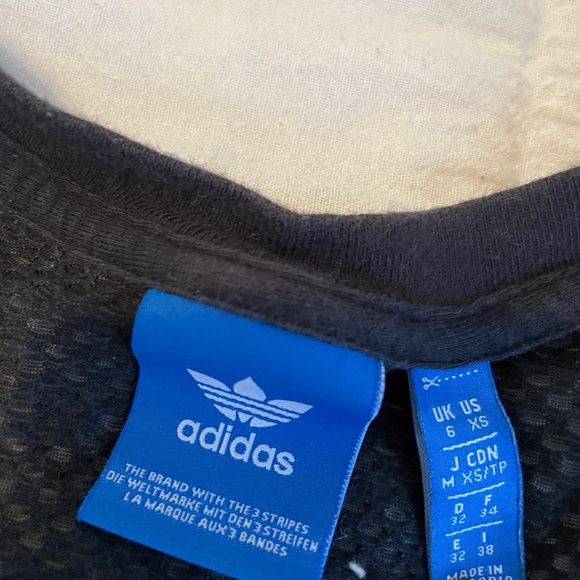 adidas
THE BRAND WITH THE 3 STRIPES
DIE WELTMARKE MIT DEN 3 STREIFEN
LA MARQUE AUX 3 BANDES
UK US
6 XS
J CDN
M XS/TP
D F
32 34
E I
32 38
MADE IN